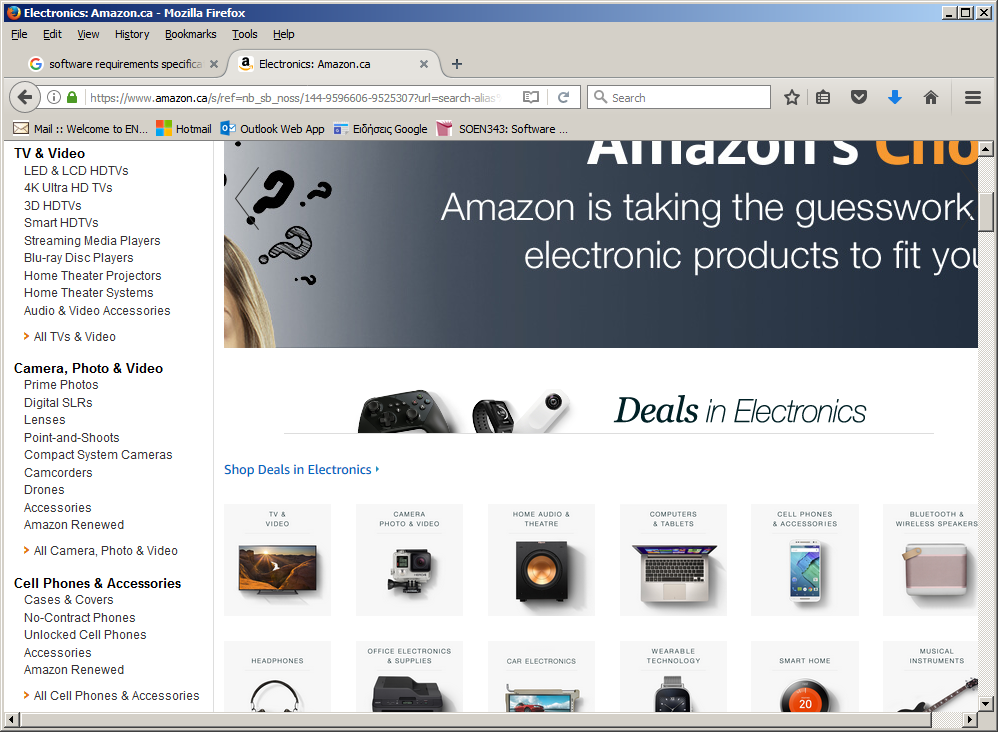 Electronics: Amazon.ca - Mozilla Firefox
File Edit View History Bookmarks Tools Help
software requirements specifica
Electronics: Amazon.ca
https://www.amazon.ca/s/ref=nb_sb_noss/144-9596606-9525307?url=search-alias
Search
Mail :: Welcome to EN... Hotmail Outlook Web App Ειδήσεις Google SOEN343: Software ...
TV & Video
LED & LCD HDTVs
4K Ultra HD TVs
3D HDTVs
Smart HDTVs
Streaming Media Players
Blu-ray Disc Players
Home Theater Projectors
Home Theater Systems
Audio & Video Accessories
All TVs & Video
Camera, Photo & Video
Prime Photos
Digital SLRs
Lenses
Point-and-Shoots
Compact System Cameras
Camcorders
Drones
Accessories
Amazon Renewed
All Camera, Photo & Video
Cell Phones & Accessories
Cases & Covers
No-Contract Phones
Unlocked Cell Phones
Accessories
Amazon Renewed
All Cell Phones & Accessories
Amazon's Cho
Amazon is taking the guesswork
electronic products to fit you
Deals in Electronics
Shop Deals in Electronics
TV &
VIDEO
CAMERA
PHOTO & VIDEO
HOME AUDIO &
THEATRE
COMPUTERS
& TABLETS
CELL PHONES
& ACCESSORIES
BLUETOOTH &
WIRELESS SPEAKERS
HEADPHONES
OFFICE ELECTRONICS
& SUPPLIES
CAR ELECTRONICS
WEARABLE
TECHNOLOGY
SMART HOME
20
MUSICAL
INSTRUMENTS